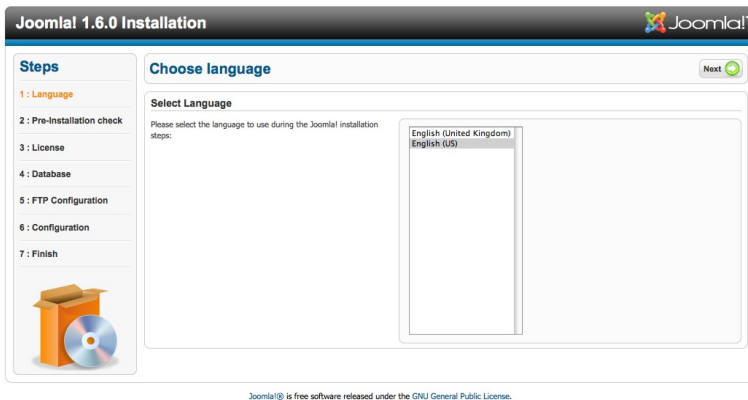 Joomla! 1.6.0 Installation
Joomla!
Steps
1 : Language
2 : Pre-Installation check
3 : License
4 : Database
5 : FTP Configuration
6 : Configuration
7 : Finish
Choose language
Next
Select Language
Please select the language to use during the Joomla! installation
steps:
English (United Kingdom)
English (US)
Joomla!® is free software released under the GNU General Public License.